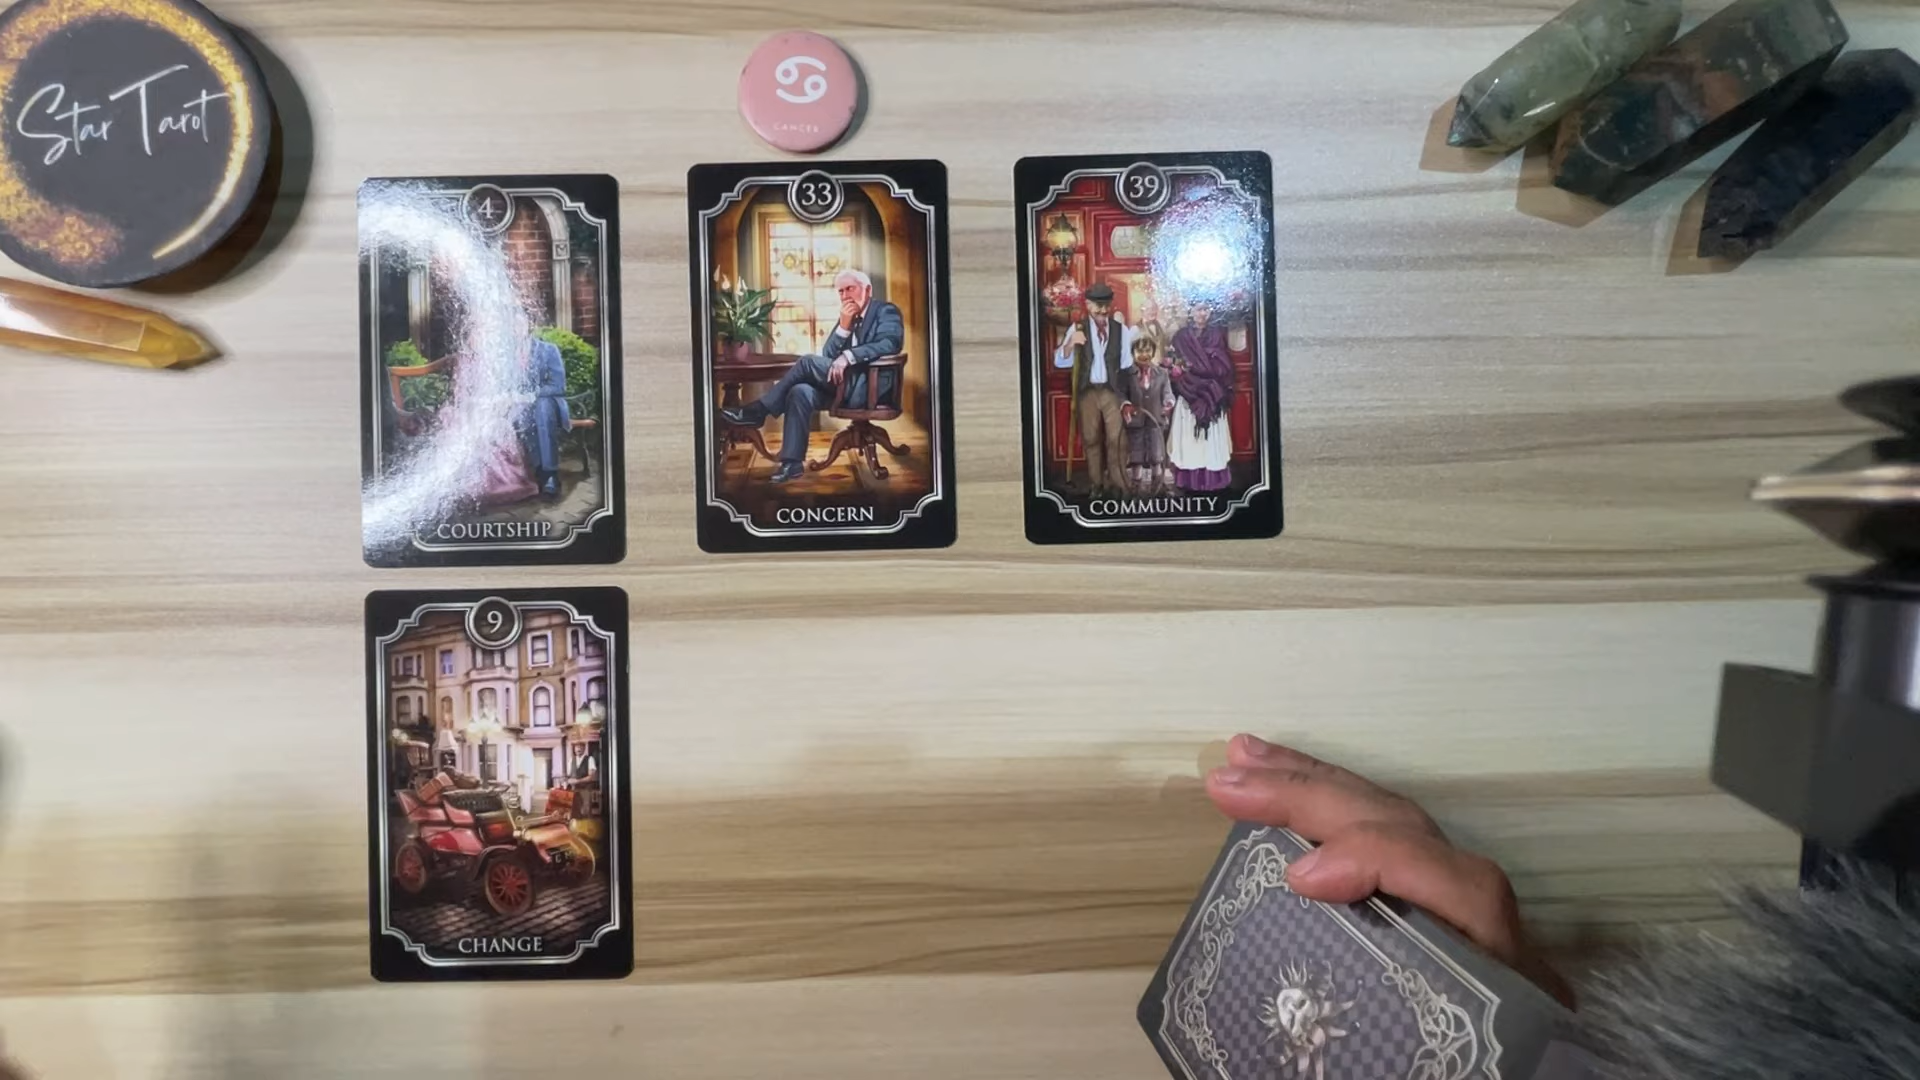 Star Tarot
CANCER
4
COURTSHIP
33
CONCERN
39
COMMUNITY
9
CHANGE